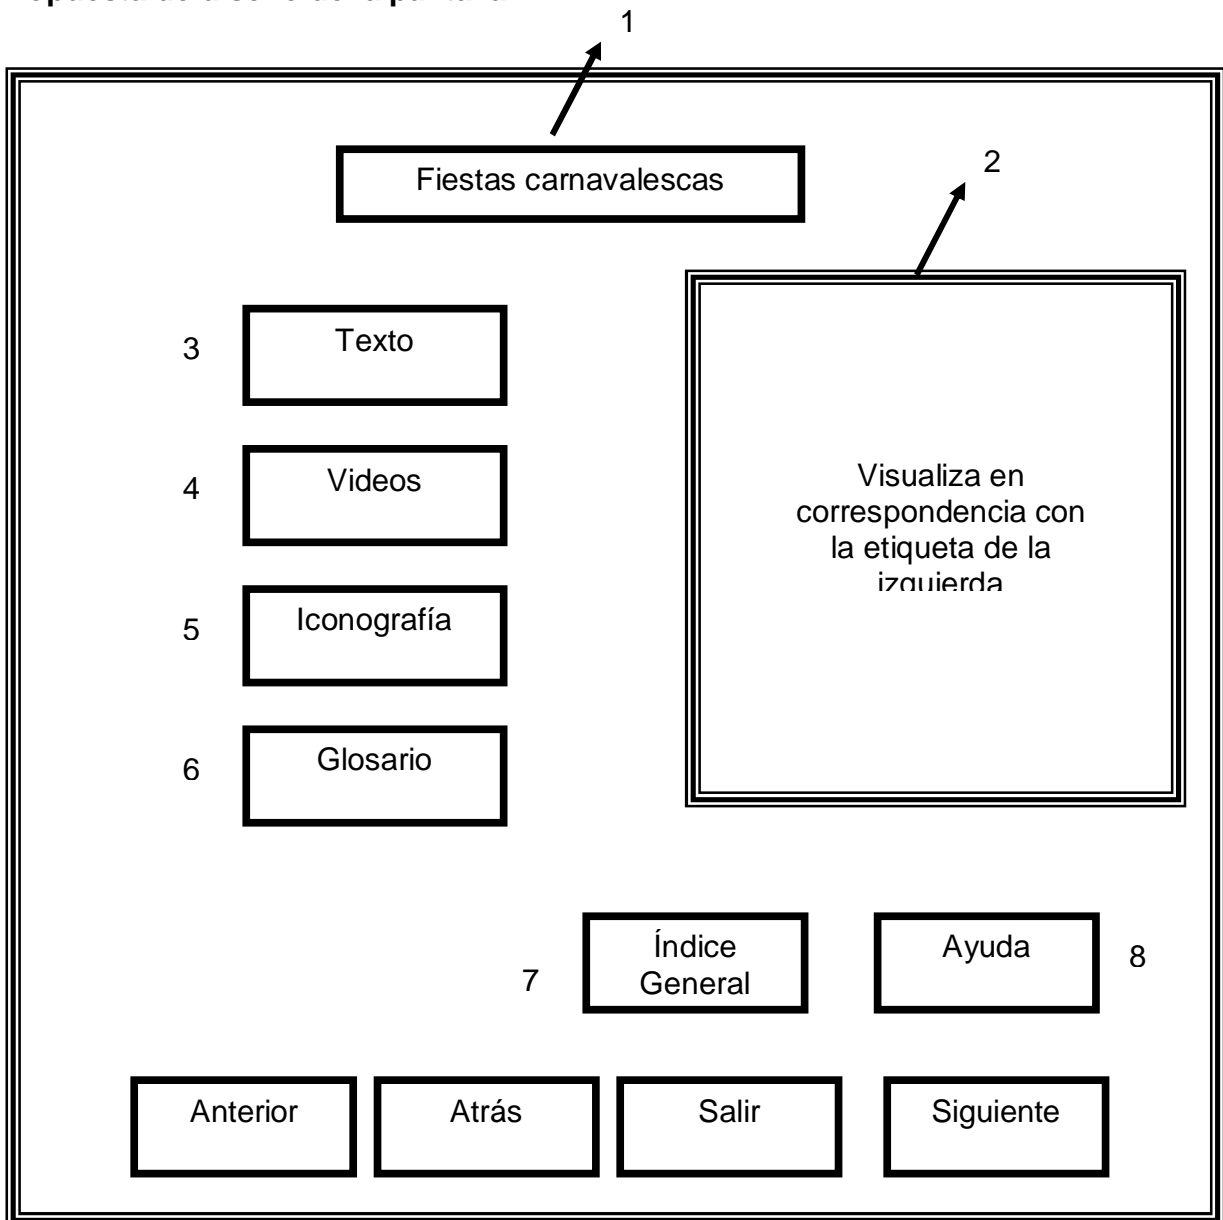 1
Fiestas carnavalescas
2
3
Texto
4
Videos
5
Iconografía
6
Glosario
Visualiza en
correspondencia con
la etiqueta de la
izquierda
7
Índice
General
Ayuda
8
Anterior
Atrás
Salir
Siguiente